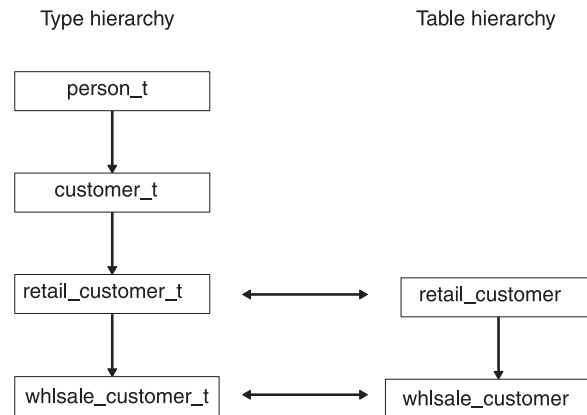 Type hierarchy
Table hierarchy
person_t
customer_t
retail_customer_t
retail_customer
whlsale_customer_t
whlsale_customer